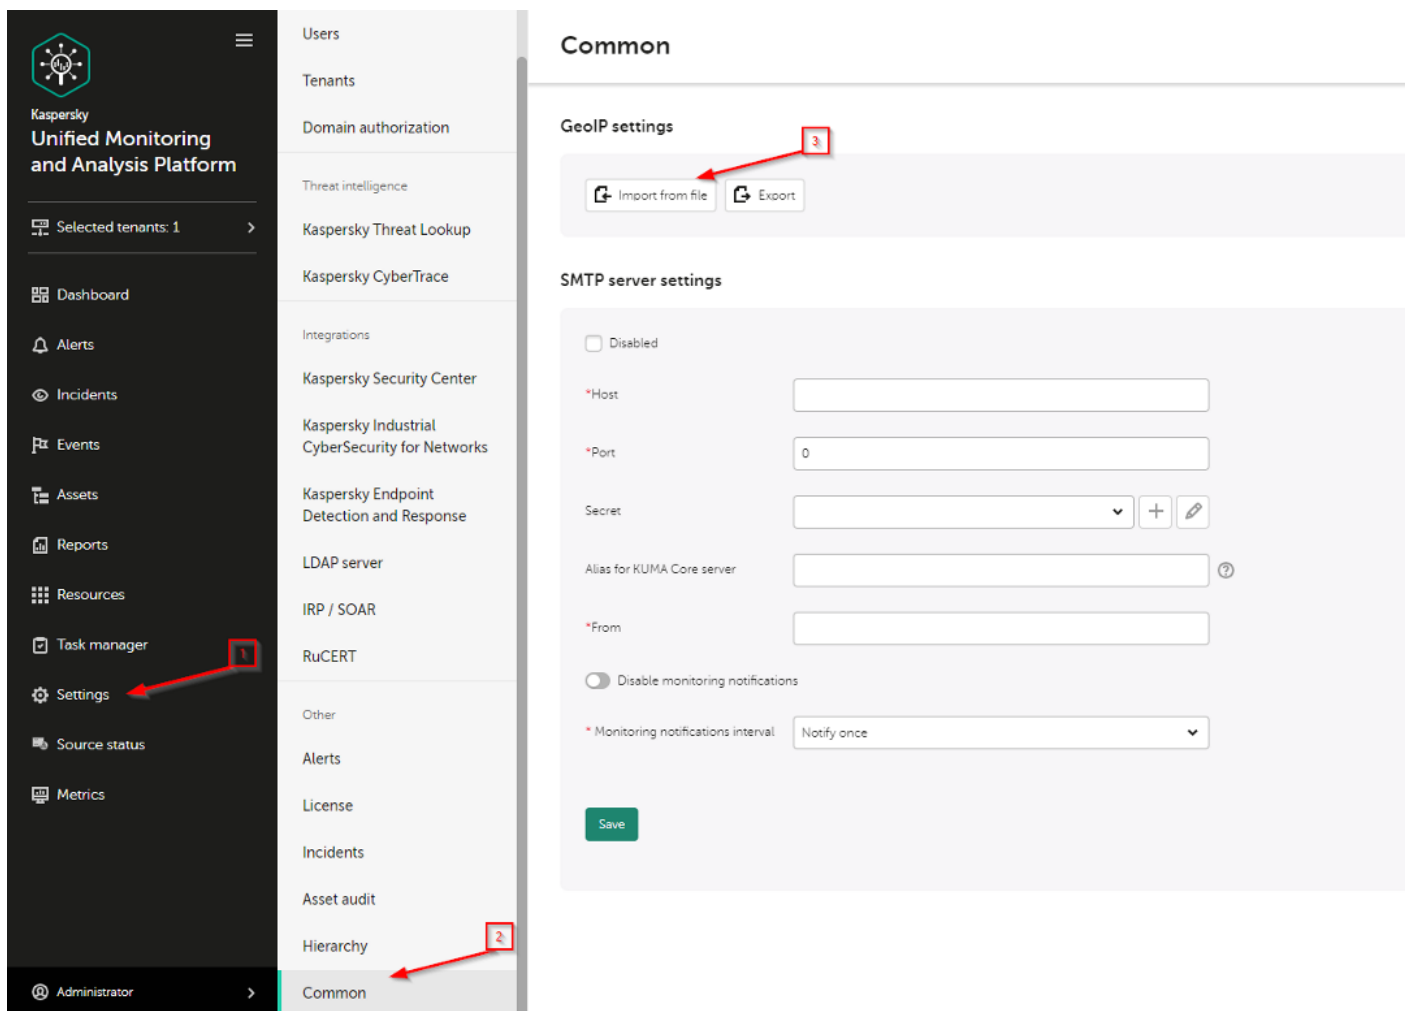 Kaspersky
Unified Monitoring
and Analysis Platform
Selected tenants: 1
Dashboard
Alerts
Incidents
Events
Assets
Reports
Resources
Task manager
1
Settings
Source status
Metrics
Administrator
Users
Tenants
Domain authorization
Threat intelligence
Kaspersky Threat Lookup
Kaspersky CyberTrace
Integrations
Kaspersky Security Center
Kaspersky Industrial
CyberSecurity for Networks
Kaspersky Endpoint
Detection and Response
LDAP server
IRP / SOAR
RuCERT
Other
Alerts
License
Incidents
Asset audit
Hierarchy
2
Common
Common
GeoIP settings
3
Import from file
Export
SMTP server settings
Disabled
*Host
*Port
0
Secret
Alias for KUMA Core server
*From
Disable monitoring notifications
* Monitoring notifications interval
Notify once
Save